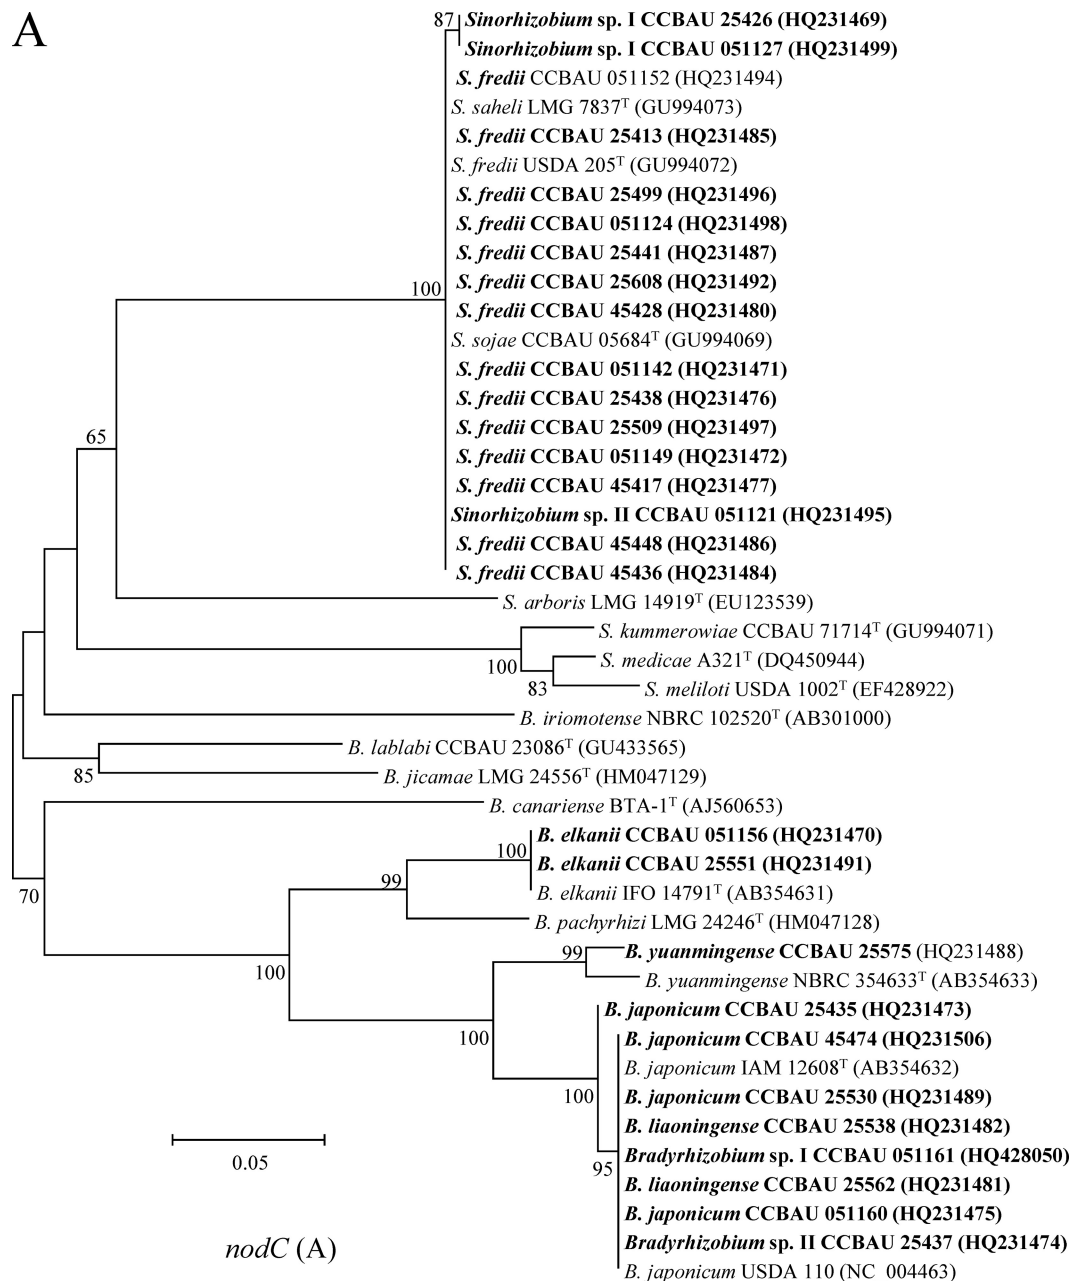 A
87 Sinorhizobium sp. I CCBAU 25426 (HQ231469)
Sinorhizobium sp. I CCBAU 051127 (HQ231499)
S. fredii CCBAU 051152 (HQ231494)
S. saheli LMG 7837ᵀ (GU994073)
S. fredii CCBAU 25413 (HQ231485)
S. fredii USDA 205ᵀ (GU994072)
S. fredii CCBAU 25499 (HQ231496)
S. fredii CCBAU 051124 (HQ231498)
S. fredii CCBAU 25441 (HQ231487)
S. fredii CCBAU 25608 (HQ231492)
100
S. fredii CCBAU 45428 (HQ231480)
S. sojae CCBAU 05684ᵀ (GU994069)
S. fredii CCBAU 051142 (HQ231471)
S. fredii CCBAU 25438 (HQ231476)
S. fredii CCBAU 25509 (HQ231497)
65
S. fredii CCBAU 051149 (HQ231472)
S. fredii CCBAU 45417 (HQ231477)
Sinorhizobium sp. II CCBAU 051121 (HQ231495)
S. fredii CCBAU 45448 (HQ231486)
S. fredii CCBAU 45436 (HQ231484)
S. arboris LMG 14919ᵀ (EU123539)
S. kummerowiae CCBAU 71714ᵀ (GU994071)
100
S. medicae A321ᵀ (DQ450944)
83
S. meliloti USDA 1002ᵀ (EF428922)
B. iriomotense NBRC 102520ᵀ (AB301000)
B. lablabi CCBAU 23086ᵀ (GU433565)
85
B. jicamae LMG 24556ᵀ (HM047129)
B. canariense BTA-1ᵀ (AJ560653)
B. elkanii CCBAU 051156 (HQ231470)
100
B. elkanii CCBAU 25551 (HQ231491)
99
70
B. elkanii IFO 14791ᵀ (AB354631)
B. pachyrhizi LMG 24246ᵀ (HM047128)
99
B. yuanmingense CCBAU 25575 (HQ231488)
100
B. yuanmingense NBRC 354633ᵀ (AB354633)
B. japonicum CCBAU 25435 (HQ231473)
100
B. japonicum CCBAU 45474 (HQ231506)
B. japonicum IAM 12608ᵀ (AB354632)
100
B. japonicum CCBAU 25530 (HQ231489)
B. liaoningense CCBAU 25538 (HQ231482)
Bradyrhizobium sp. I CCBAU 051161 (HQ428050)
95
B. liaoningense CCBAU 25562 (HQ231481)
B. japonicum CCBAU 051160 (HQ231475)
Bradyrhizobium sp. II CCBAU 25437 (HQ231474)
B. japonicum USDA 110 (NC_004463)
0.05
nodC (A)